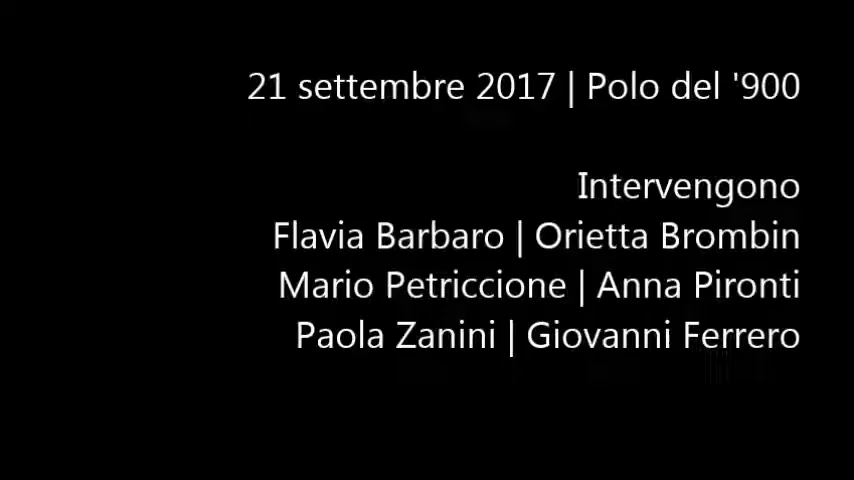 21 settembre 2017 | Polo del '900
Intervengono
Flavia Barbaro | Orietta Brombin
Mario Petriccione | Anna Pironti
Paola Zanini | Giovanni Ferrero